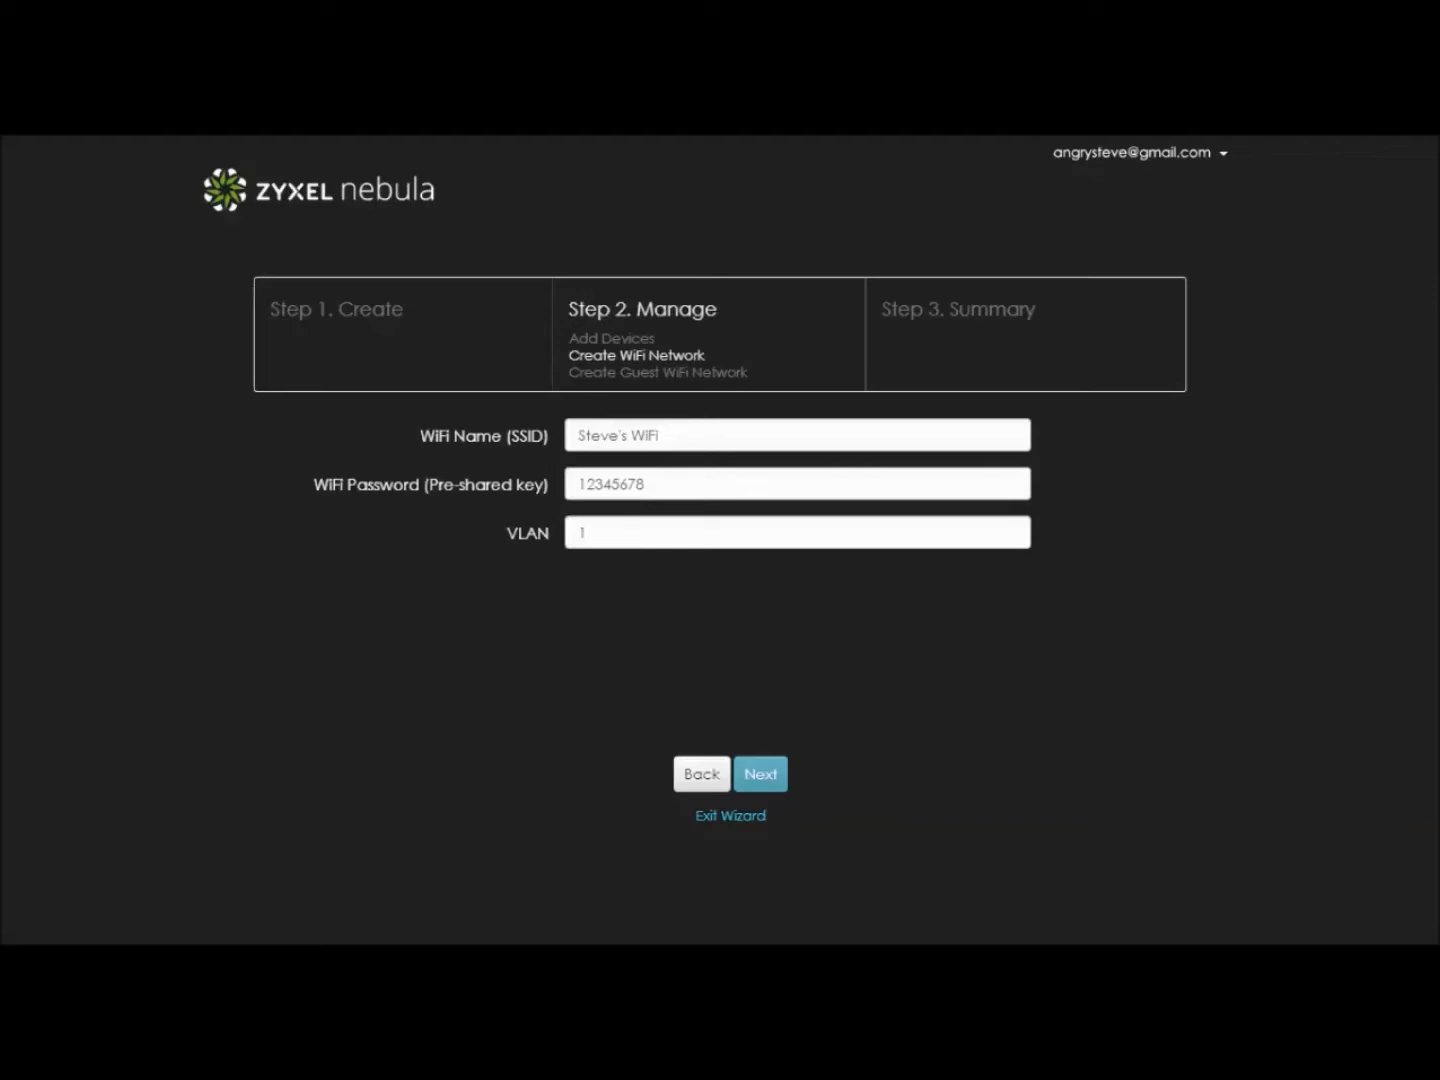 angrysteve@gmail.com
ZYXEL nebula
Step 1. Create
Step 2. Manage
Add Devices
Create WiFi Network
Create Guest WiFi Network
Step 3. Summary
WiFi Name (SSID)
Steve's WiFi
WiFi Password (Pre-shared key)
12345678
VLAN
1
Back
Next
Exit Wizard